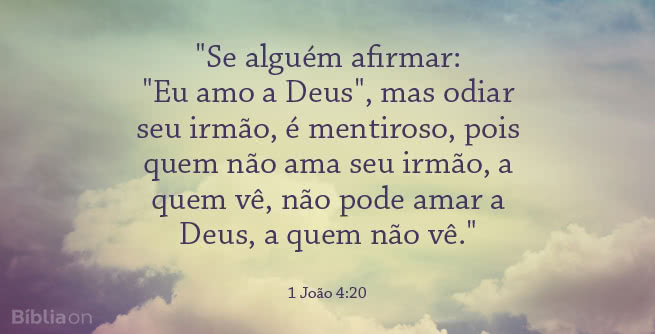 "Se alguém afirmar:
"Eu amo a Deus", mas odiar
seu irmão, é mentiroso, pois
quem não ama seu irmão, a
quem vê, não pode amar a
Deus, a quem não vê."
1 João 4:20
Bíbliaon